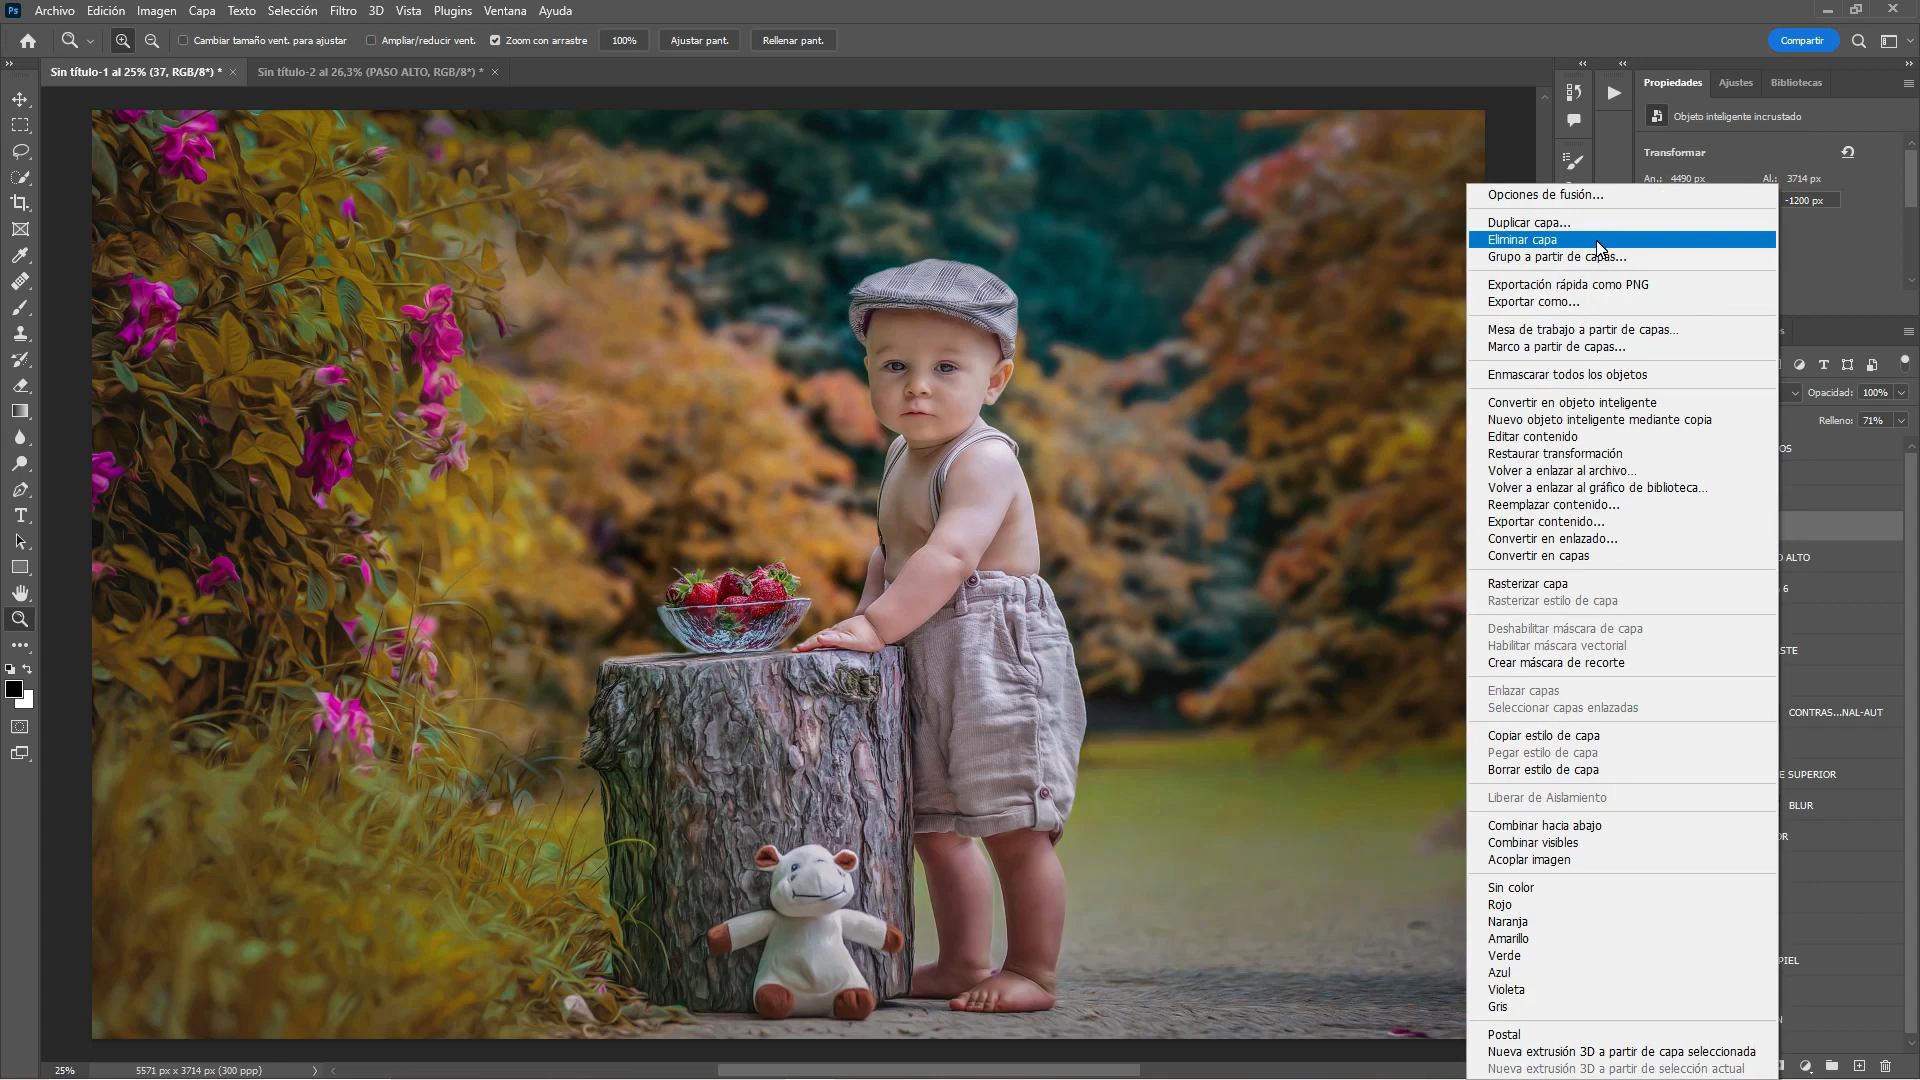 Ps Archivo Edición Imagen Capa Texto Selección Filtro 3D Vista Plugins Ventana Ayuda
Cambiar tamaño vent. para ajustar Ampliar/reducir vent. Zoom con arrastre 100% Ajustar pant. Rellenar pant. Compartir
Sin título-1 al 25% (37, RGB/8*) * Sin título-2 al 26,3% (PASO ALTO, RGB/8*) *
Propiedades Ajustes Bibliotecas
Objeto inteligente incrustado
Transformar
An.: 4490 px Al.: 3714 px
-1200 px
Opciones de fusión...
Duplicar capa...
Eliminar capa
Grupo a partir de capas...
Exportación rápida como PNG
Exportar como...
Mesa de trabajo a partir de capas...
Marco a partir de capas...
Enmascarar todos los objetos
Convertir en objeto inteligente
Nuevo objeto inteligente mediante copia
Editar contenido
Restaurar transformación
Volver a enlazar al archivo...
Volver a enlazar al gráfico de biblioteca...
Reemplazar contenido...
Exportar contenido...
Convertir en enlazado...
Convertir en capas
Rasterizar capa
Rasterizar estilo de capa
Deshabilitar máscara de capa
Habilitar máscara vectorial
Crear máscara de recorte
Enlazar capas
Seleccionar capas enlazadas
Copiar estilo de capa
Pegar estilo de capa
Borrar estilo de capa
Liberar de Aislamiento
Combinar hacia abajo
Combinar visibles
Acoplar imagen
Sin color
Rojo
Naranja
Amarillo
Verde
Azul
Violeta
Gris
Postal
Nueva extrusión 3D a partir de capa seleccionada
Nueva extrusión 3D a partir de selección actual
Opacidad: 100%
Relleno: 71%
OS
ALTO
6
STE
CONTRAS...NAL-AUT
E SUPERIOR
BLUR
OR
PIEL
N
25% 5571 px x 3714 px (300 ppp)